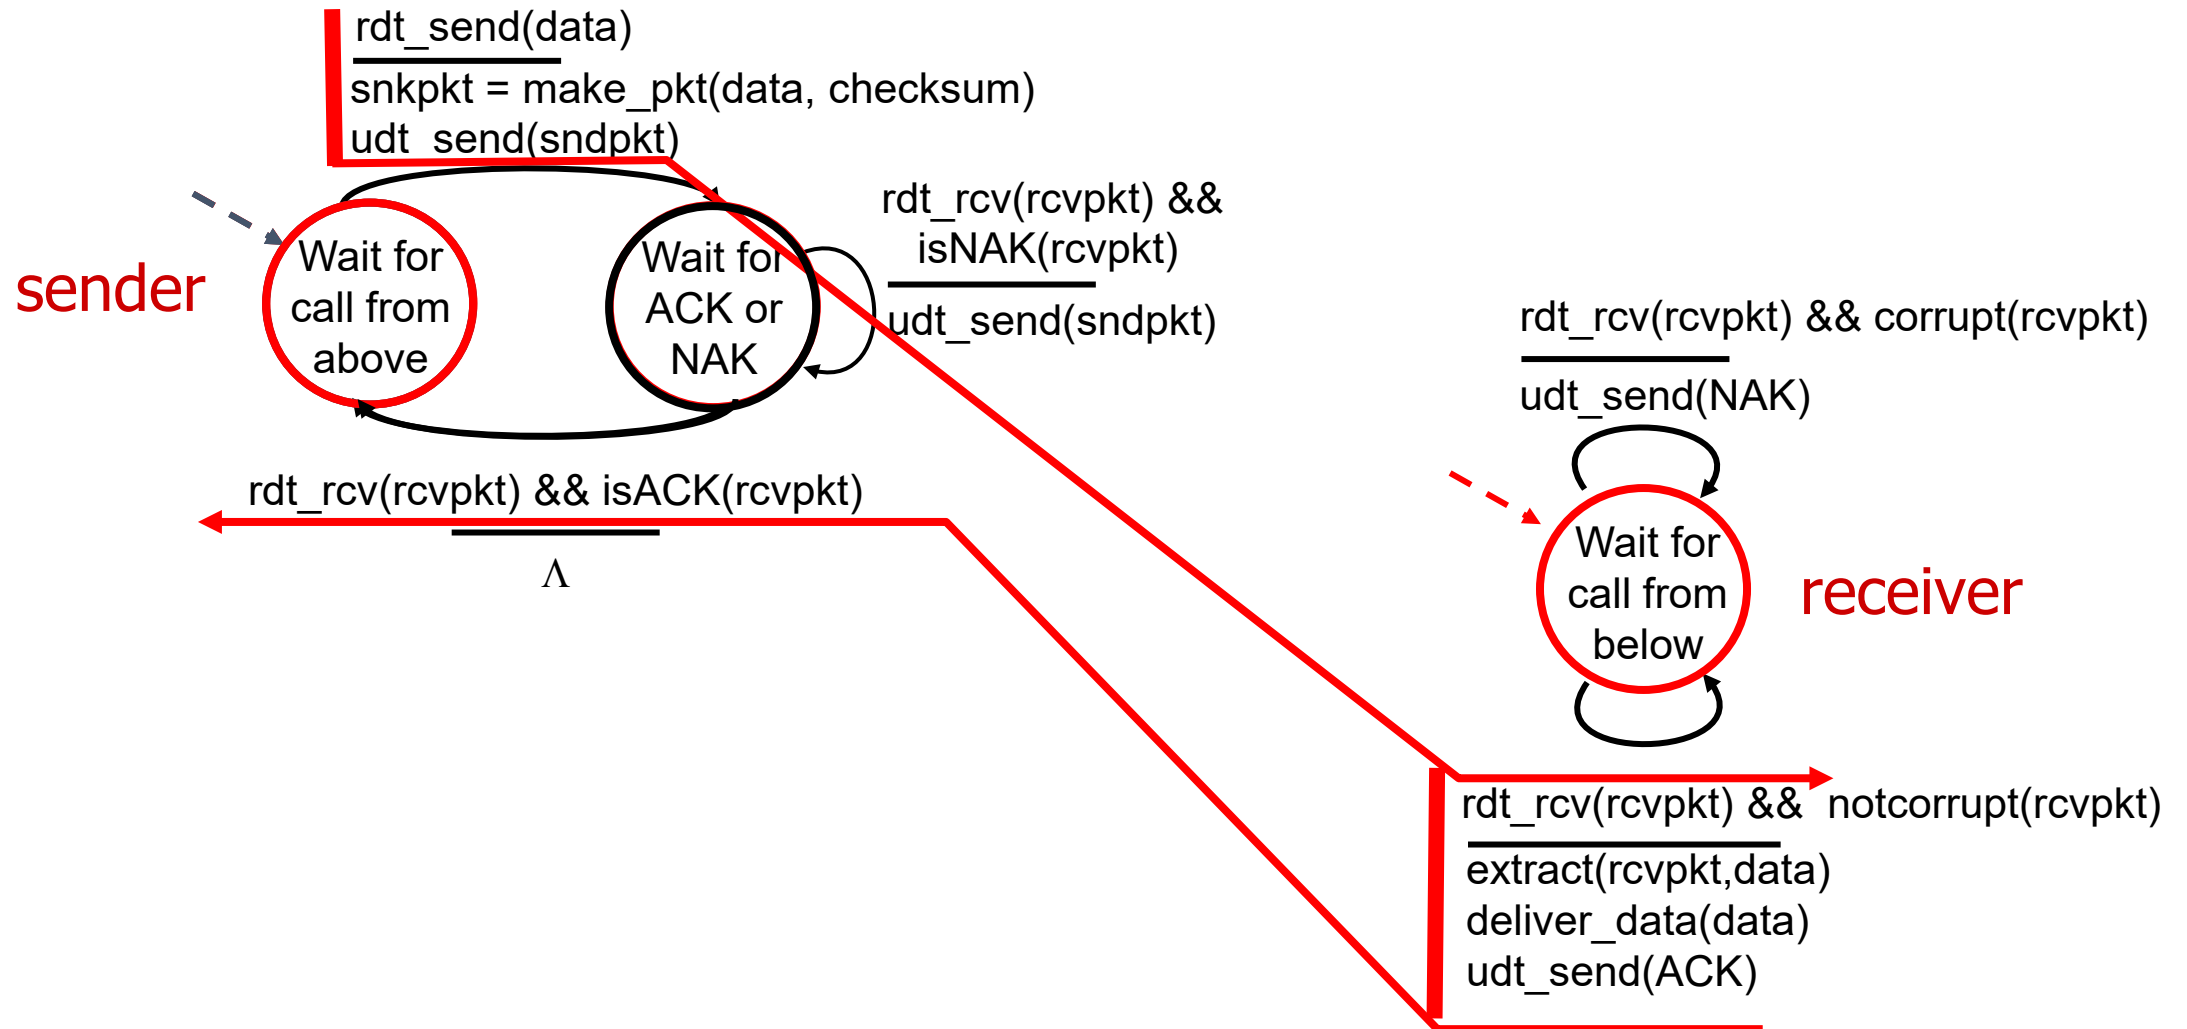 rdt_send(data)
snkpkt = make_pkt(data, checksum)
udt_send(sndpkt)
sender
Wait for
call from
above
Wait for
ACK or
NAK
rdt_rcv(rcvpkt) &&
isNAK(rcvpkt)
udt_send(sndpkt)
rdt_rcv(rcvpkt) && isACK(rcvpkt)
Λ
rdt_rcv(rcvpkt) && corrupt(rcvpkt)
udt_send(NAK)
Wait for
call from
below
receiver
rdt_rcv(rcvpkt) && notcorrupt(rcvpkt)
extract(rcvpkt,data)
deliver_data(data)
udt_send(ACK)